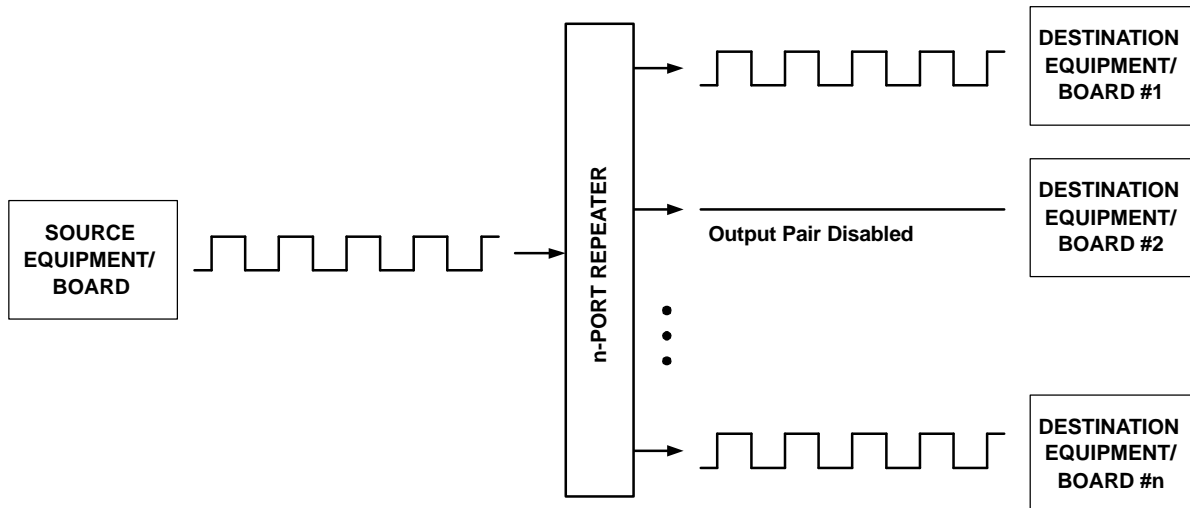 SOURCE
EQUIPMENT/
BOARD
n-PORT REPEATER
DESTINATION
EQUIPMENT/
BOARD #1
Output Pair Disabled
DESTINATION
EQUIPMENT/
BOARD #2
DESTINATION
EQUIPMENT/
BOARD #n